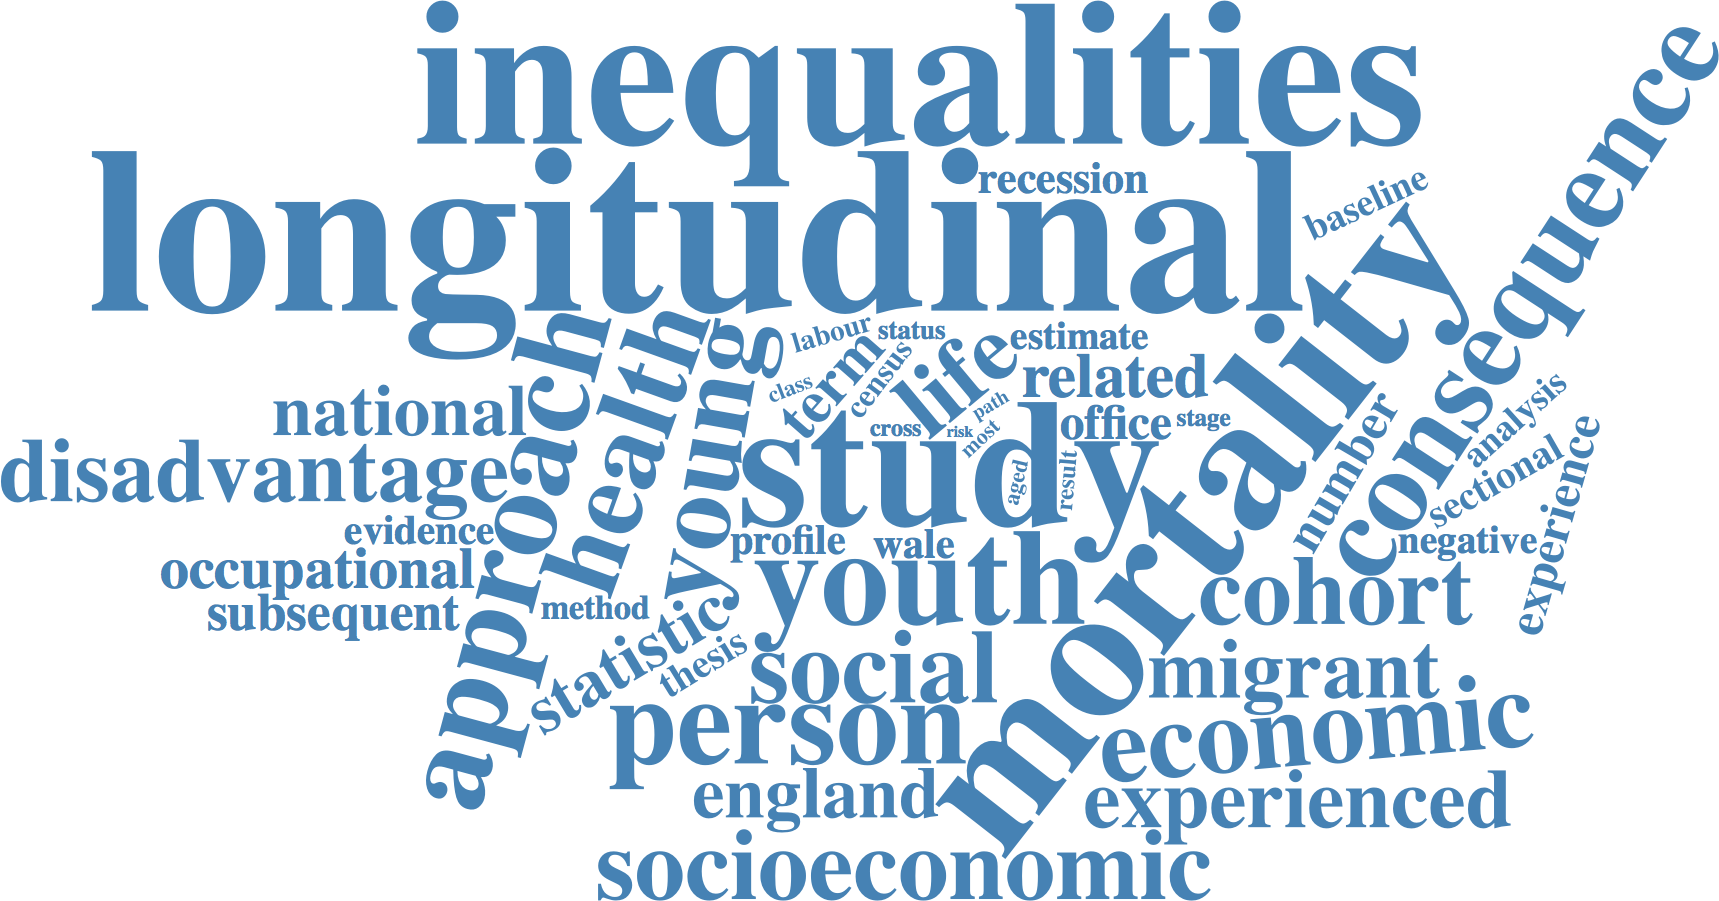 inequalities
longitudinal
recession
baseline
consequence
mortality
approach
health
young
labour
status
term
census
class
life
estimate
related
path
national
study
cross
risk
most
office
stage
number
analysis
disadvantage
aged
result
sectional
experience
evidence
profile
wale
negative
occupational
youth
cohort
subsequent
method
statistic
thesis
social
migrant
person
economic
england
experienced
socioeconomic